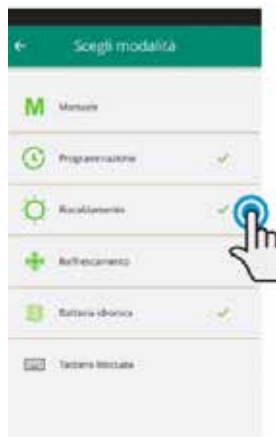 Scegli modalità
M Manuale
Programmazione
Riscaldamento
Raffrescamento
Batteria idronica
Tastiera bloccata